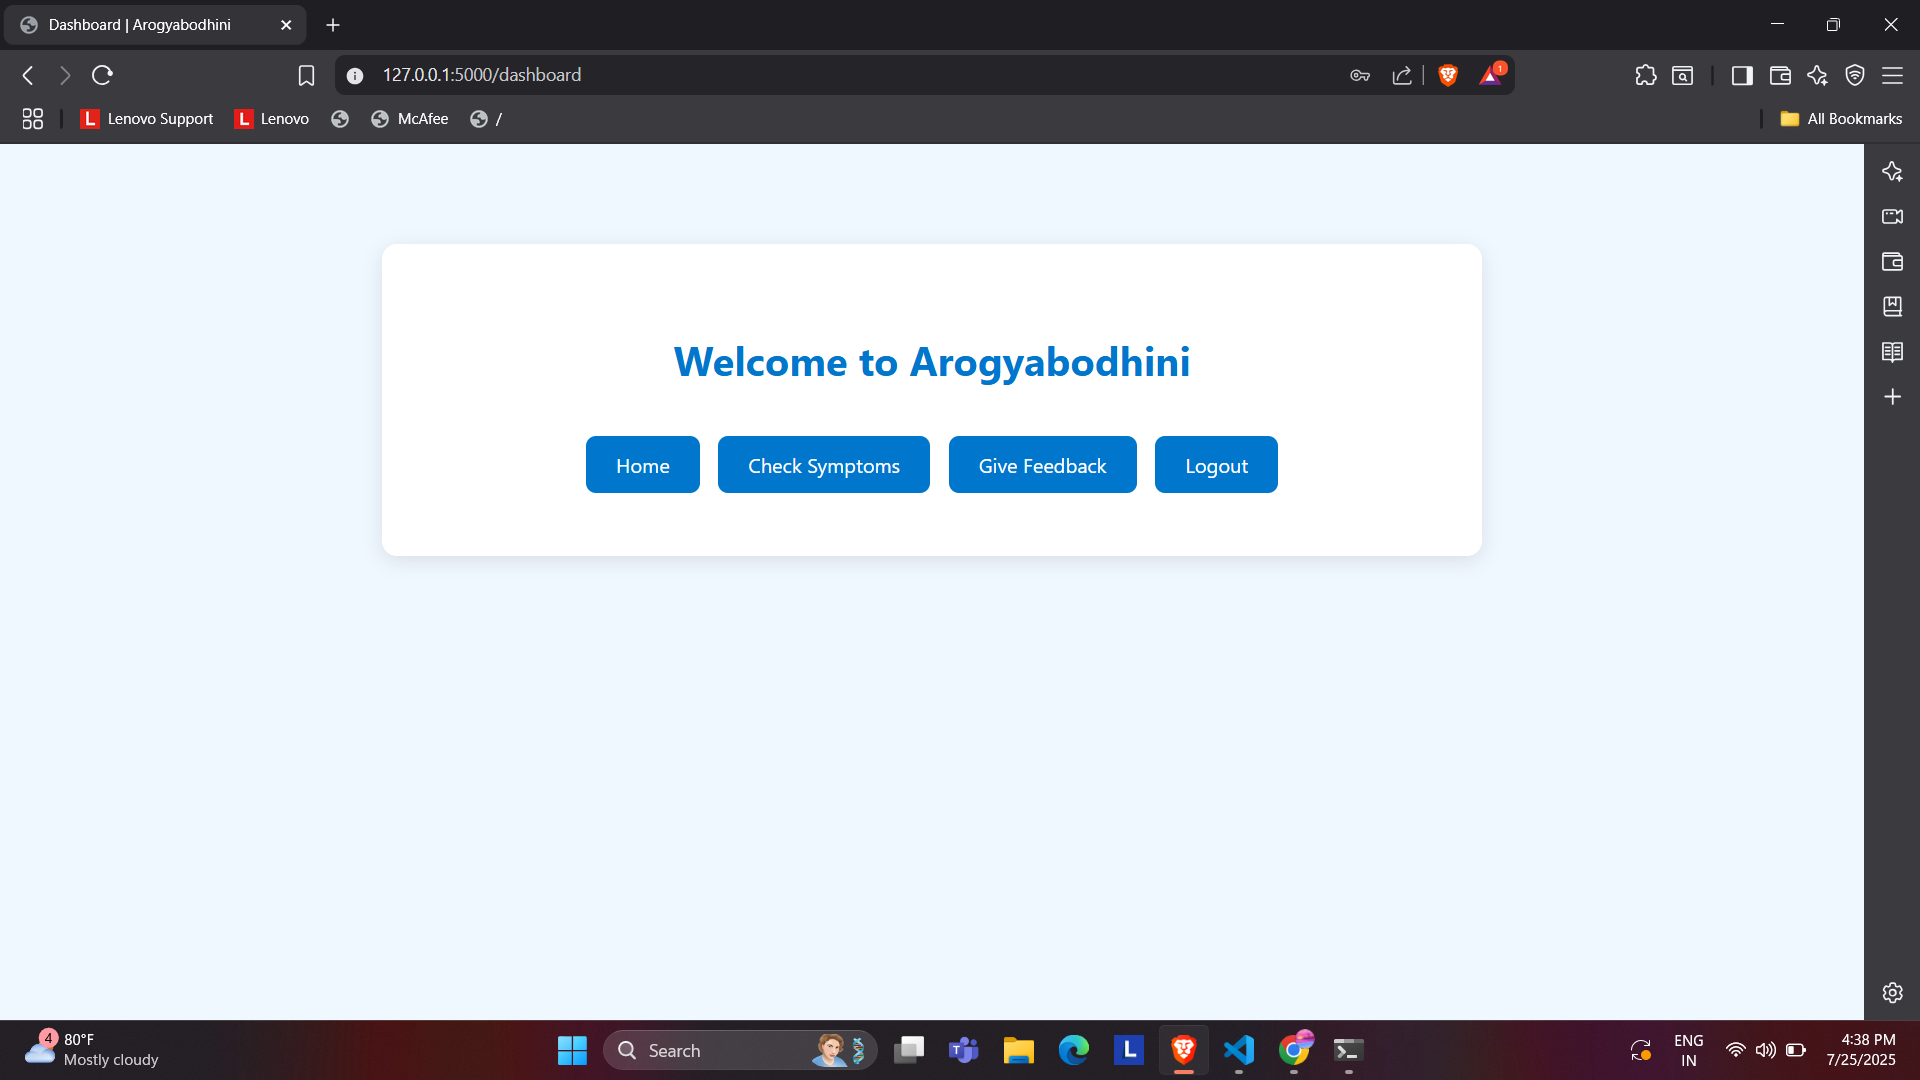 Dashboard | Arogyabodhini
127.0.0.1:5000/dashboard
1
L Lenovo Support
L Lenovo
McAfee
/
All Bookmarks
Welcome to Arogyabodhini
Home
Check Symptoms
Give Feedback
Logout
4
80°F
Mostly cloudy
Search
T
L
ENG
IN
4:38 PM
7/25/2025